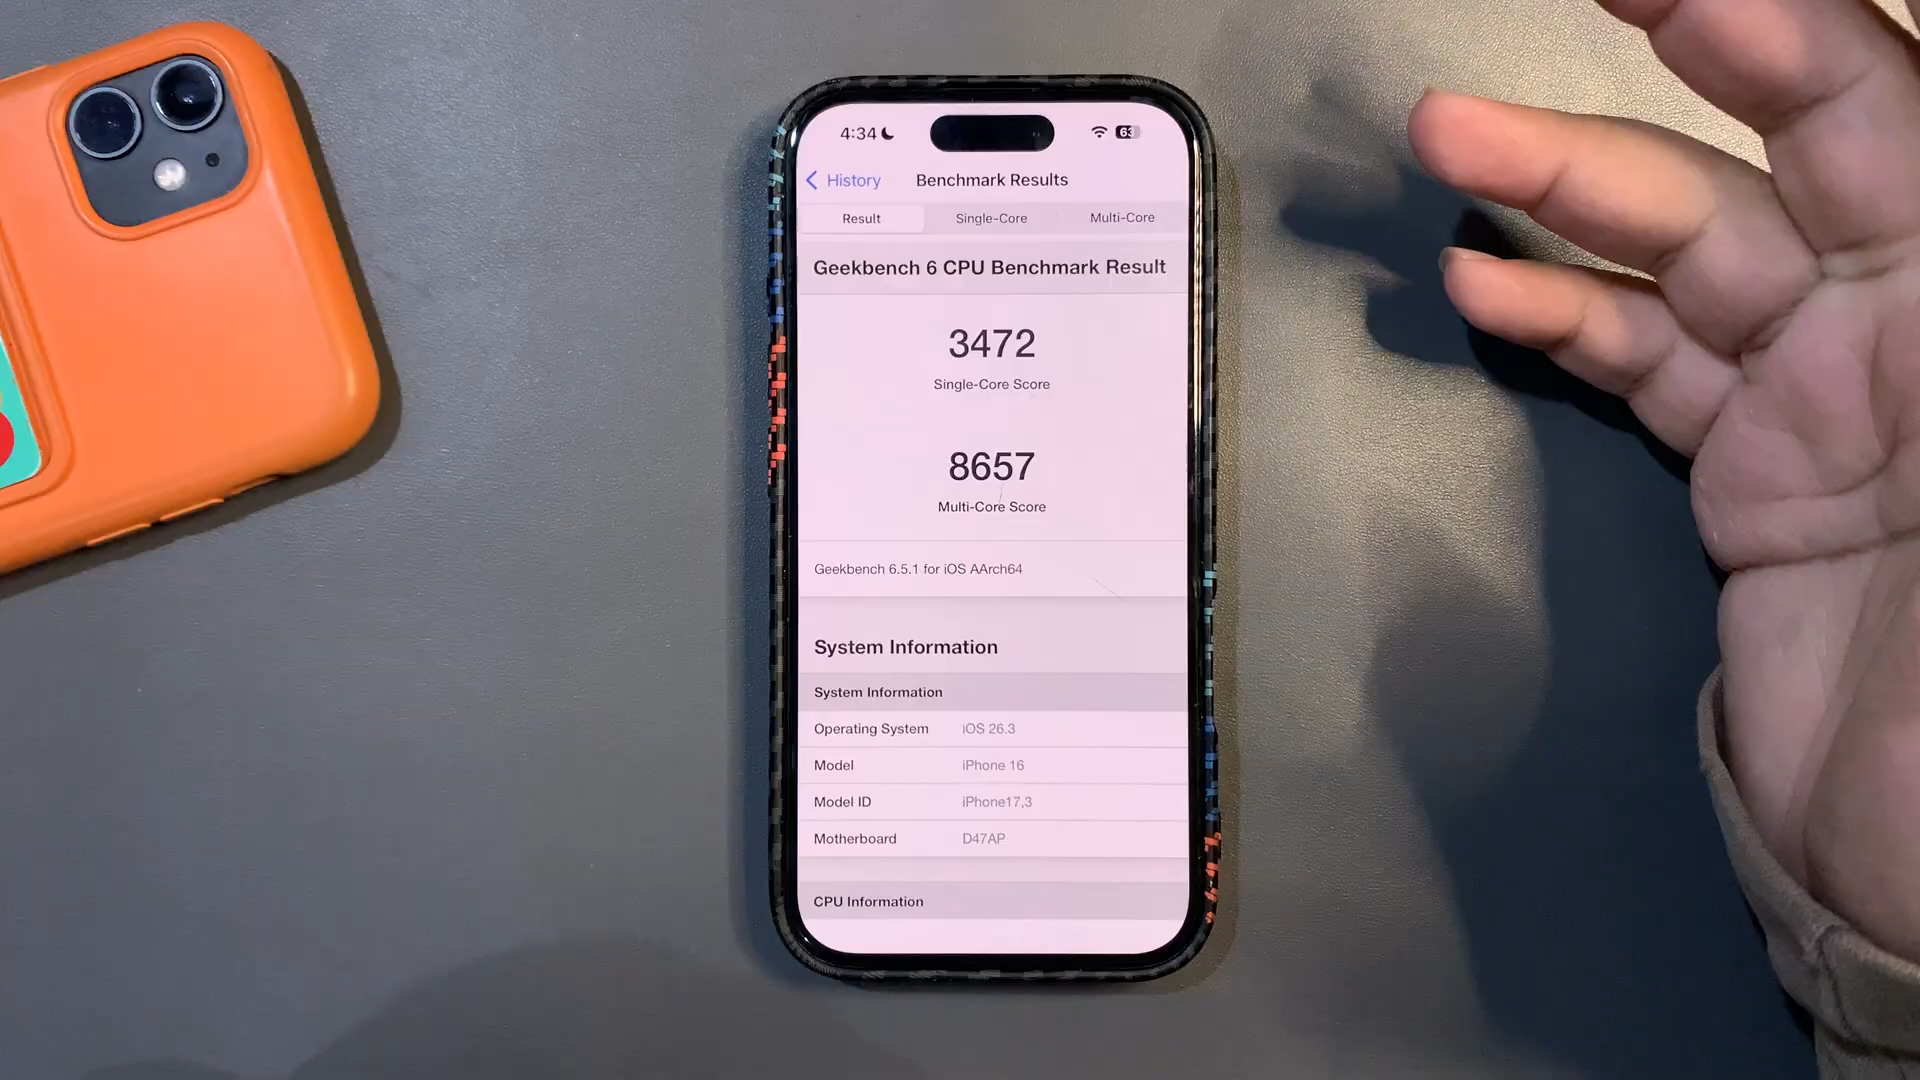 4:34
63
History
Benchmark Results
Result
Single-Core
Multi-Core
Geekbench 6 CPU Benchmark Result
3472
Single-Core Score
8657
Multi-Core Score
Geekbench 6.5.1 for iOS AArch64
System Information
System Information
Operating System iOS 26.3
Model iPhone 16
Model ID iPhone17,3
Motherboard D47AP
CPU Information